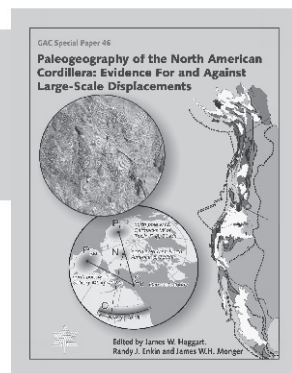 GAC Special Paper 46
Paleogeography of the North American
Cordillera: Evidence For and Against
Large-Scale Displacements
P
N
Edited by James W. Haggart,
Randy J. Enkin and James W.H. Monger